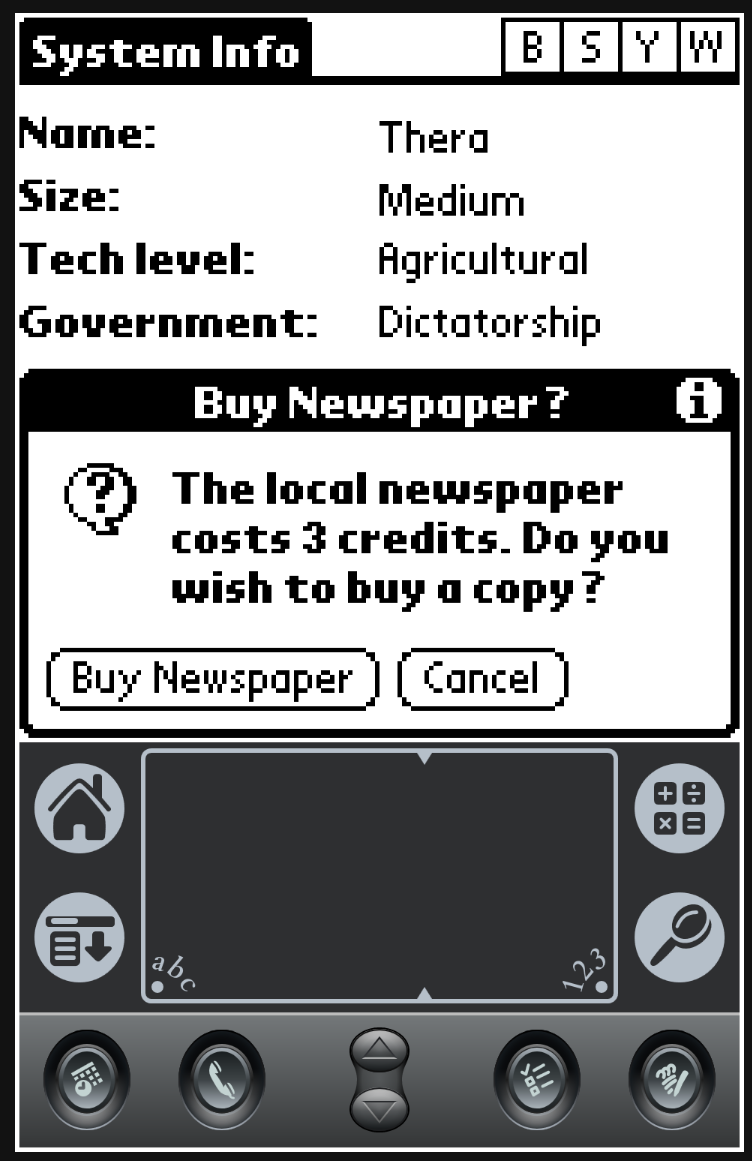 System Info
B S Y W
Name: Thera
Size: Medium
Tech level: Agricultural
Government: Dictatorship
Buy Newspaper?
i
?
The local newspaper
costs 3 credits. Do you
wish to buy a copy?
Buy Newspaper
Cancel
+ ÷
× =
abc
123